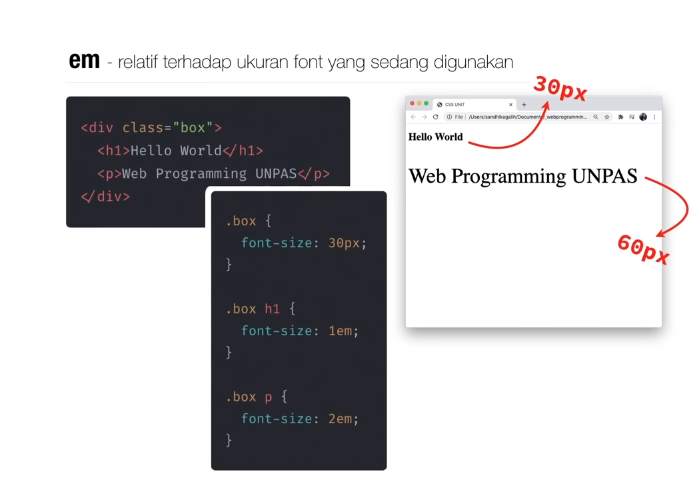 em - relatif terhadap ukuran font yang sedang digunakan
<div class="box">
<h1>Hello World</h1>
<p>Web Programming UNPAS</p>
</div>
.box {
font-size: 30px;
}
.box h1 {
font-size: 1em;
}
.box p {
font-size: 2em;
}
30px
CSS UNIT
File | /Users/sandhikagalih/Documents/_webprogrammin...
Hello World
Web Programming UNPAS
60px